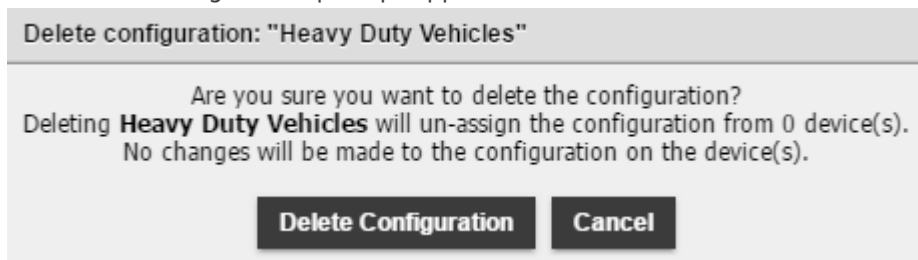 Delete configuration: "Heavy Duty Vehicles"
Are you sure you want to delete the configuration?
Deleting Heavy Duty Vehicles will un-assign the configuration from 0 device(s).
No changes will be made to the configuration on the device(s).
Delete Configuration Cancel